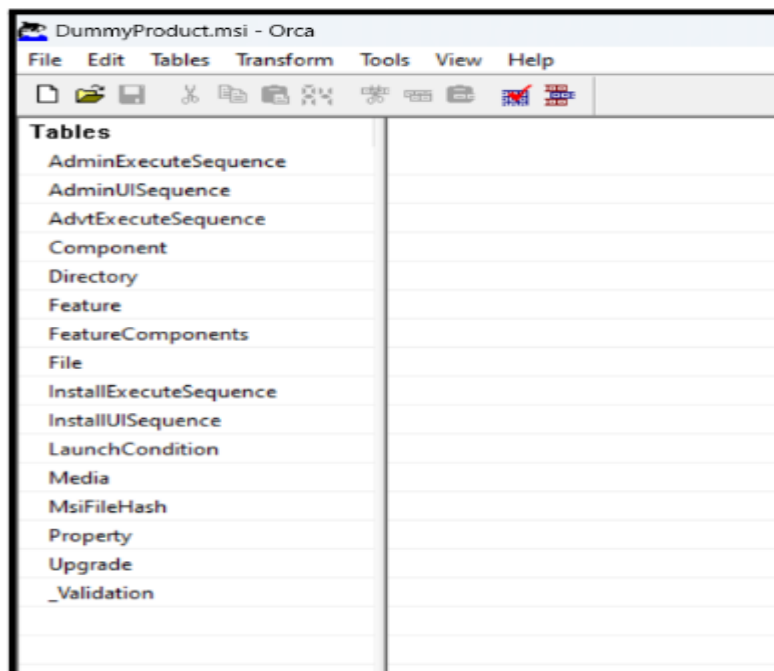 DummyProduct.msi - Orca
File Edit Tables Transform Tools View Help
Tables
AdminExecuteSequence
AdminUISequence
AdvtExecuteSequence
Component
Directory
Feature
FeatureComponents
File
InstallExecuteSequence
InstallUISequence
LaunchCondition
Media
MsiFileHash
Property
Upgrade
_Validation